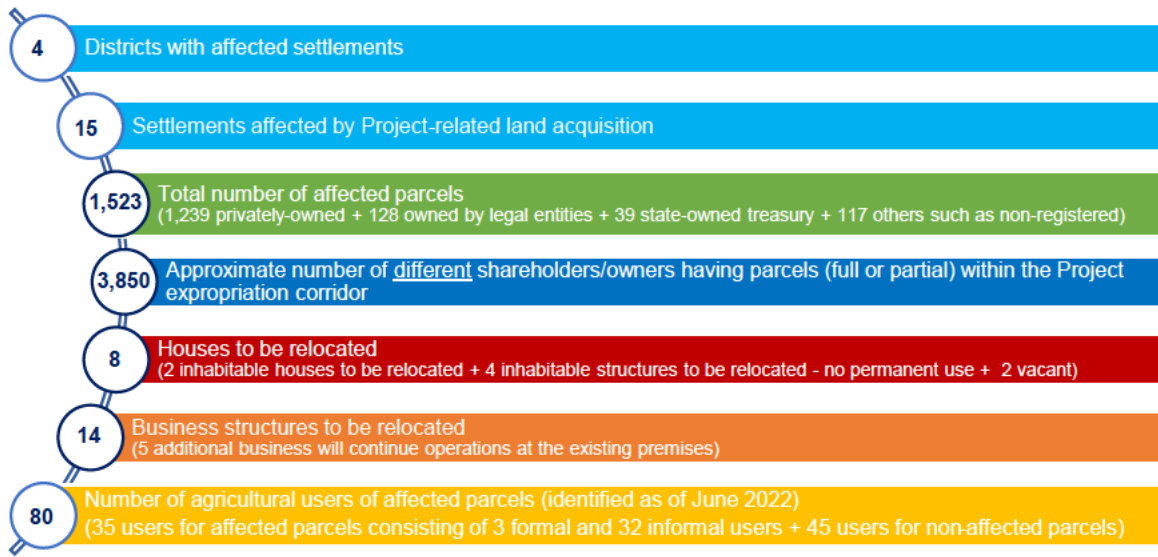 4
Districts with affected settlements
15
Settlements affected by Project-related land acquisition
1,523
Total number of affected parcels
(1,239 privately-owned + 128 owned by legal entities + 39 state-owned treasury + 117 others such as non-registered)
3,850
Approximate number of different shareholders/owners having parcels (full or partial) within the Project
expropriation corridor
8
Houses to be relocated
(2 inhabitable houses to be relocated + 4 inhabitable structures to be relocated - no permanent use + 2 vacant)
14
Business structures to be relocated
(5 additional business will continue operations at the existing premises)
80
Number of agricultural users of affected parcels (identified as of June 2022)
(35 users for affected parcels consisting of 3 formal and 32 informal users + 45 users for non-affected parcels)